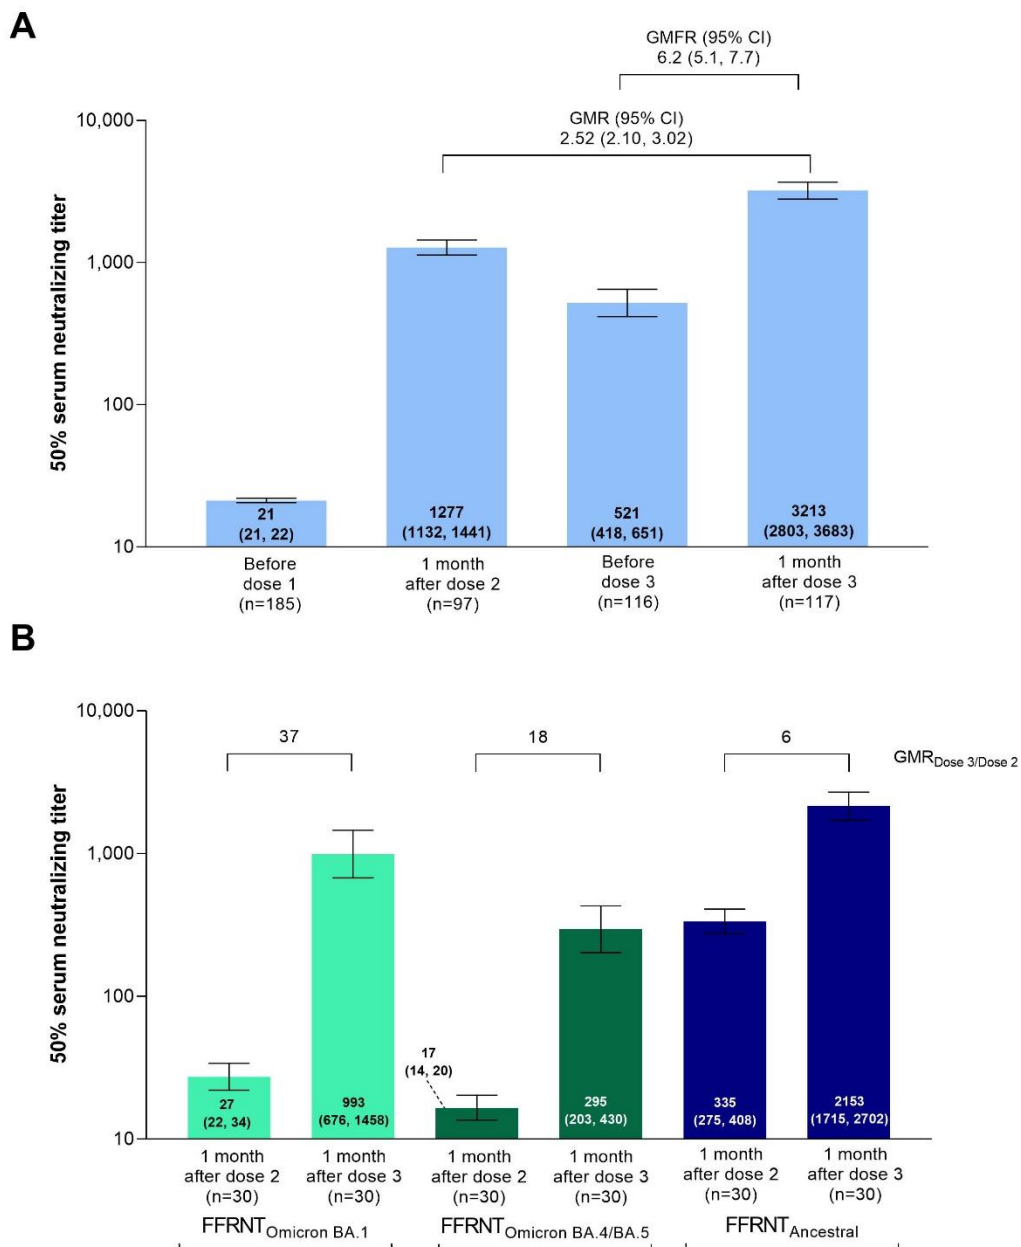 A
GMFR (95% CI)
6.2 (5.1, 7.7)
GMR (95% CI)
2.52 (2.10, 3.02)
50% serum neutralizing titer
10,000
1,000
100
10
21
(21, 22)
1277
(1132, 1441)
521
(418, 651)
3213
(2803, 3683)
Before
dose 1
(n=185)
1 month
after dose 2
(n=97)
Before
dose 3
(n=116)
1 month
after dose 3
(n=117)
B
50% serum neutralizing titer
10,000
1,000
100
10
37
18
6
GMRDose 3/Dose 2
27
(22, 34)
993
(676, 1458)
17
(14, 20)
295
(203, 430)
335
(275, 408)
2153
(1715, 2702)
1 month
after dose 2
(n=30)
1 month
after dose 3
(n=30)
1 month
after dose 2
(n=30)
1 month
after dose 3
(n=30)
1 month
after dose 2
(n=30)
1 month
after dose 3
(n=30)
FFRNTOmicron BA.1
FFRNTOmicron BA.4/BA.5
FFRNTAncestral